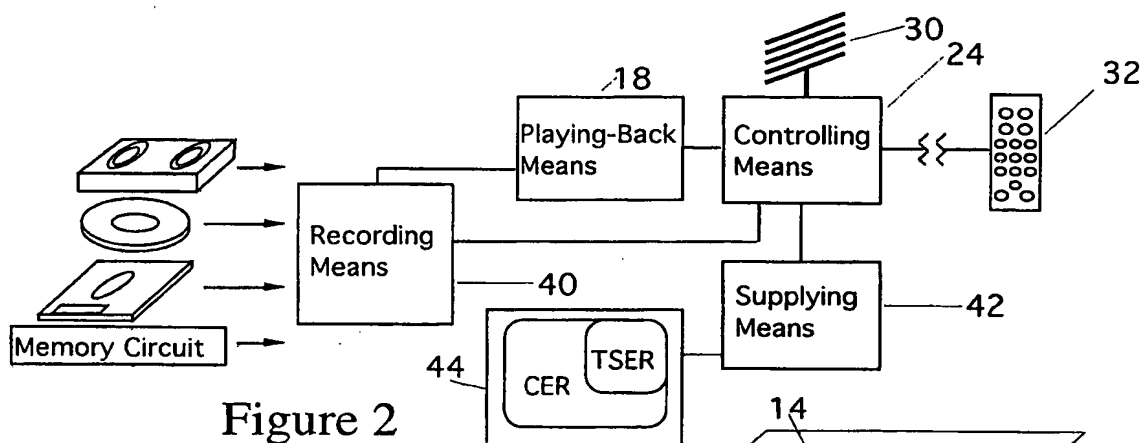 30
24
18
32
Playing-Back
Means
Controlling
Means
Recording
Means
40
Supplying
Means
42
Memory Circuit
44
CER
TSER
Figure 2
14